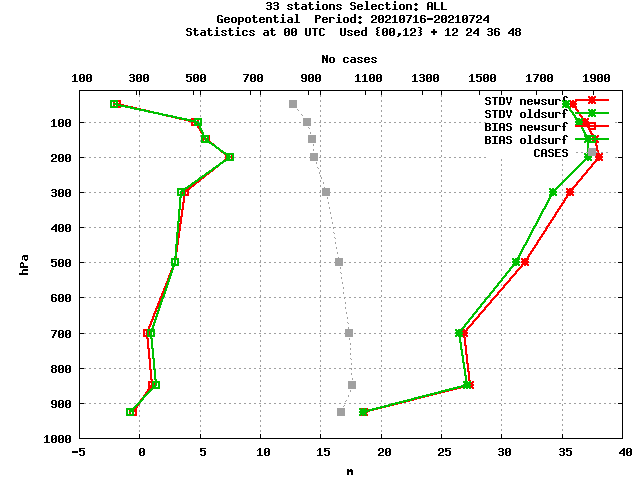 33 stations Selection: ALL
Geopotential  Period: 20210716-20210724
Statistics at 00 UTC  Used {00,12} + 12 24 36 48
No cases
100 300 500 700 900 1100 1300 1500 1700 1900
STDV newsurf
STDV oldsurf
BIAS newsurf
BIAS oldsurf
CASES
100
200
300
400
500
600
700
800
900
1000
hPa
-5 0 5 10 15 20 25 30 35 40
m